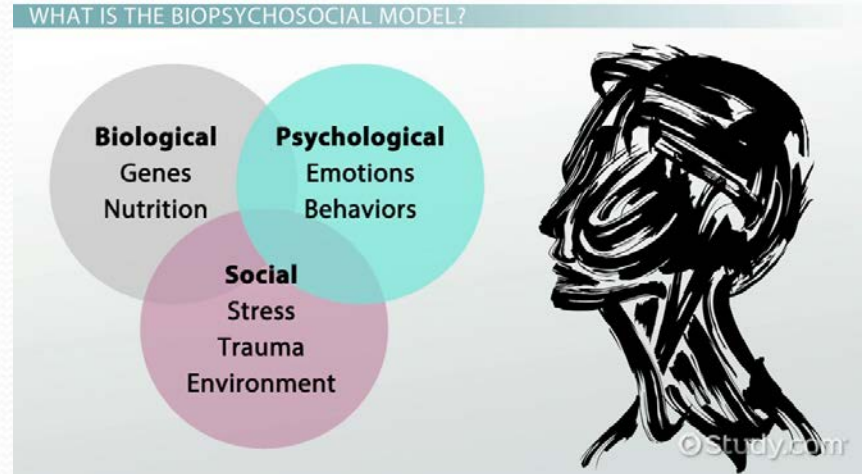 WHAT IS THE BIOPSYCHOSOCIAL MODEL?
Biological
Genes
Nutrition
Psychological
Emotions
Behaviors
Social
Stress
Trauma
Environment
Study.com